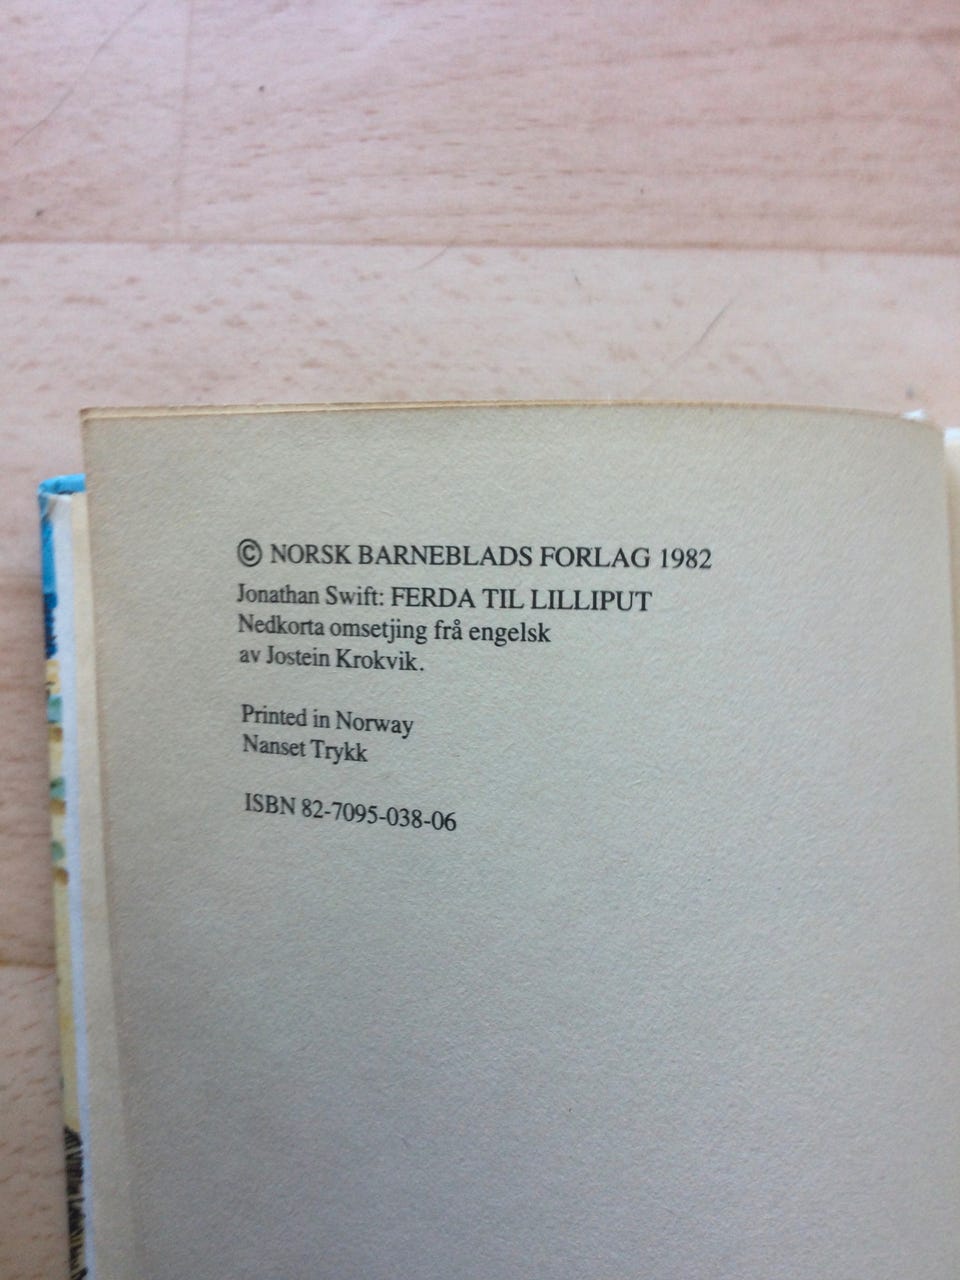 © NORSK BARNEBLADS FORLAG 1982
Jonathan Swift: FERDA TIL LILLIPUT
Nedkorta omsetjing frå engelsk
av Jostein Krokvik.
Printed in Norway
Nanset Trykk
ISBN 82-7095-038-06